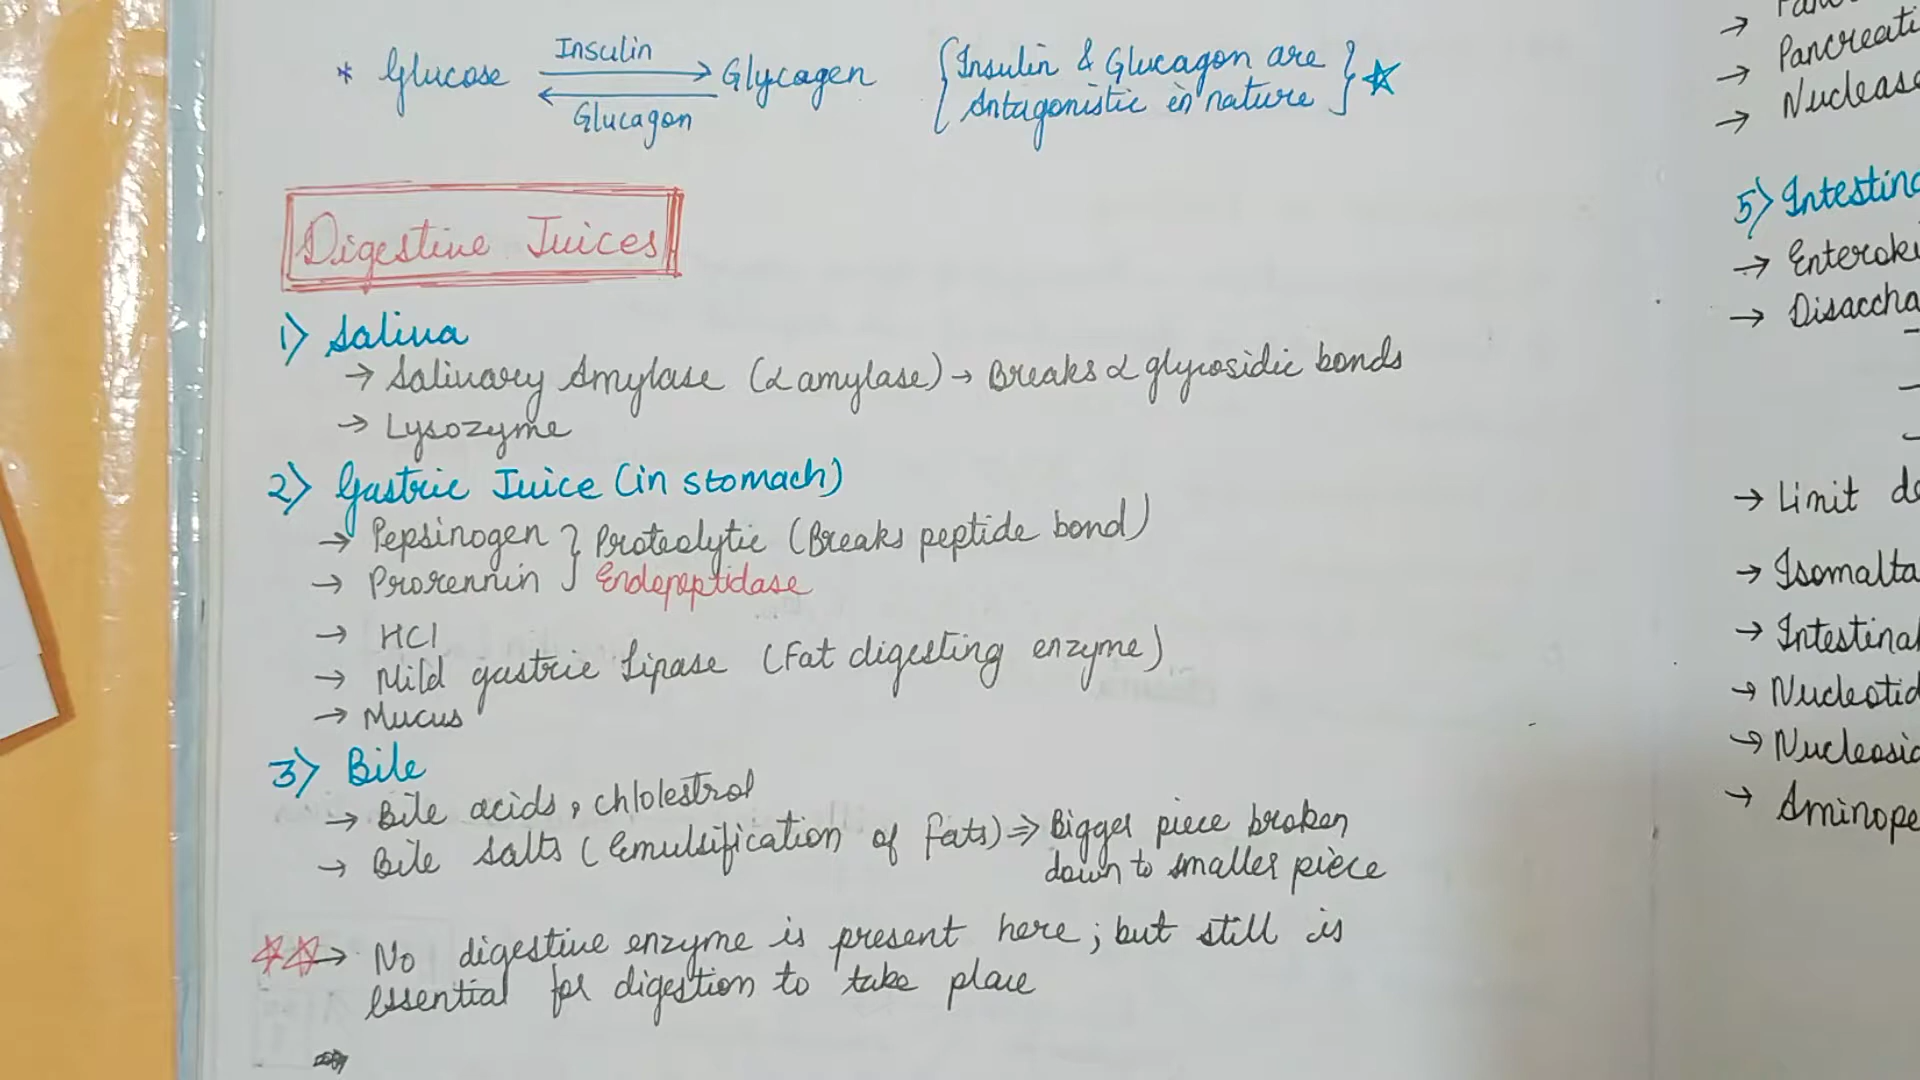 * Glucose Insulin Glycagen {Insulin & Glucagon are
Glucagon Antagonistic in nature}
Digestive Juices
1) Saliva
→ Salivary Amylase (α amylase) → Breaks α glycosidic bonds
→ Lysozyme
2) Gastric Juice (in stomach)
→ Pepsinogen } Proteolytic (Breaks peptide bond)
→ Prorennin } Endopeptidase
→ HCl
→ Mild gastric Lipase (Fat digesting enzyme)
→ Mucus
3) Bile
→ Bile acids, chlolestrol
→ Bile salts (Emulsification of fats) ⇒ Bigger piece broken
down to smaller piece
→ No digestive enzyme is present here; but still is
essential for digestion to take place
→ Pancreati
→ Nucleas
5) Intestina
→ Enteroki
→ Disaccha
→ Limit de
→ Isomalta
→ Intestinal
→ Nucleotid
→ Nucleosid
→ Aminope